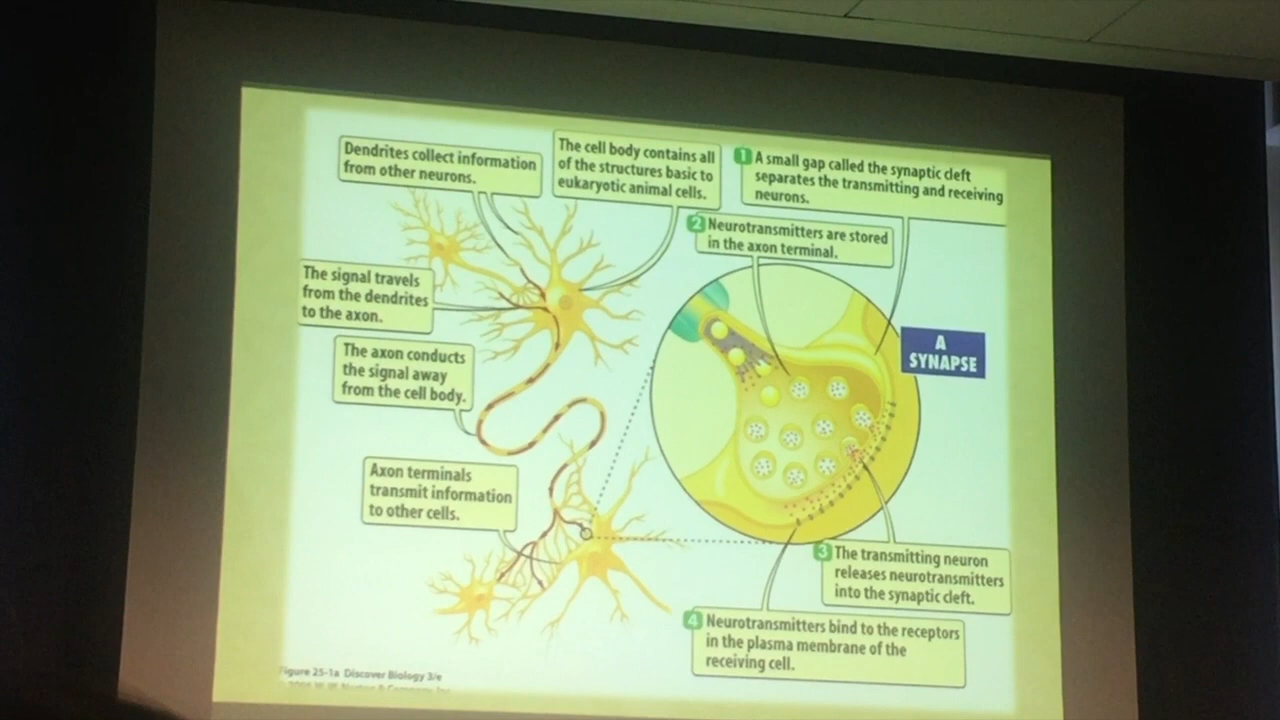 Dendrites collect information
from other neurons.
The cell body contains all
of the structures basic to
eukaryotic animal cells.
1 A small gap called the synaptic cleft
separates the transmitting and receiving
neurons.
2 Neurotransmitters are stored
in the axon terminal.
The signal travels
from the dendrites
to the axon.
The axon conducts
the signal away
from the cell body.
A
SYNAPSE
Axon terminals
transmit information
to other cells.
3 The transmitting neuron
releases neurotransmitters
into the synaptic cleft.
4 Neurotransmitters bind to the receptors
in the plasma membrane of the
receiving cell.
Figure 25-1a Discover Biology 3/e